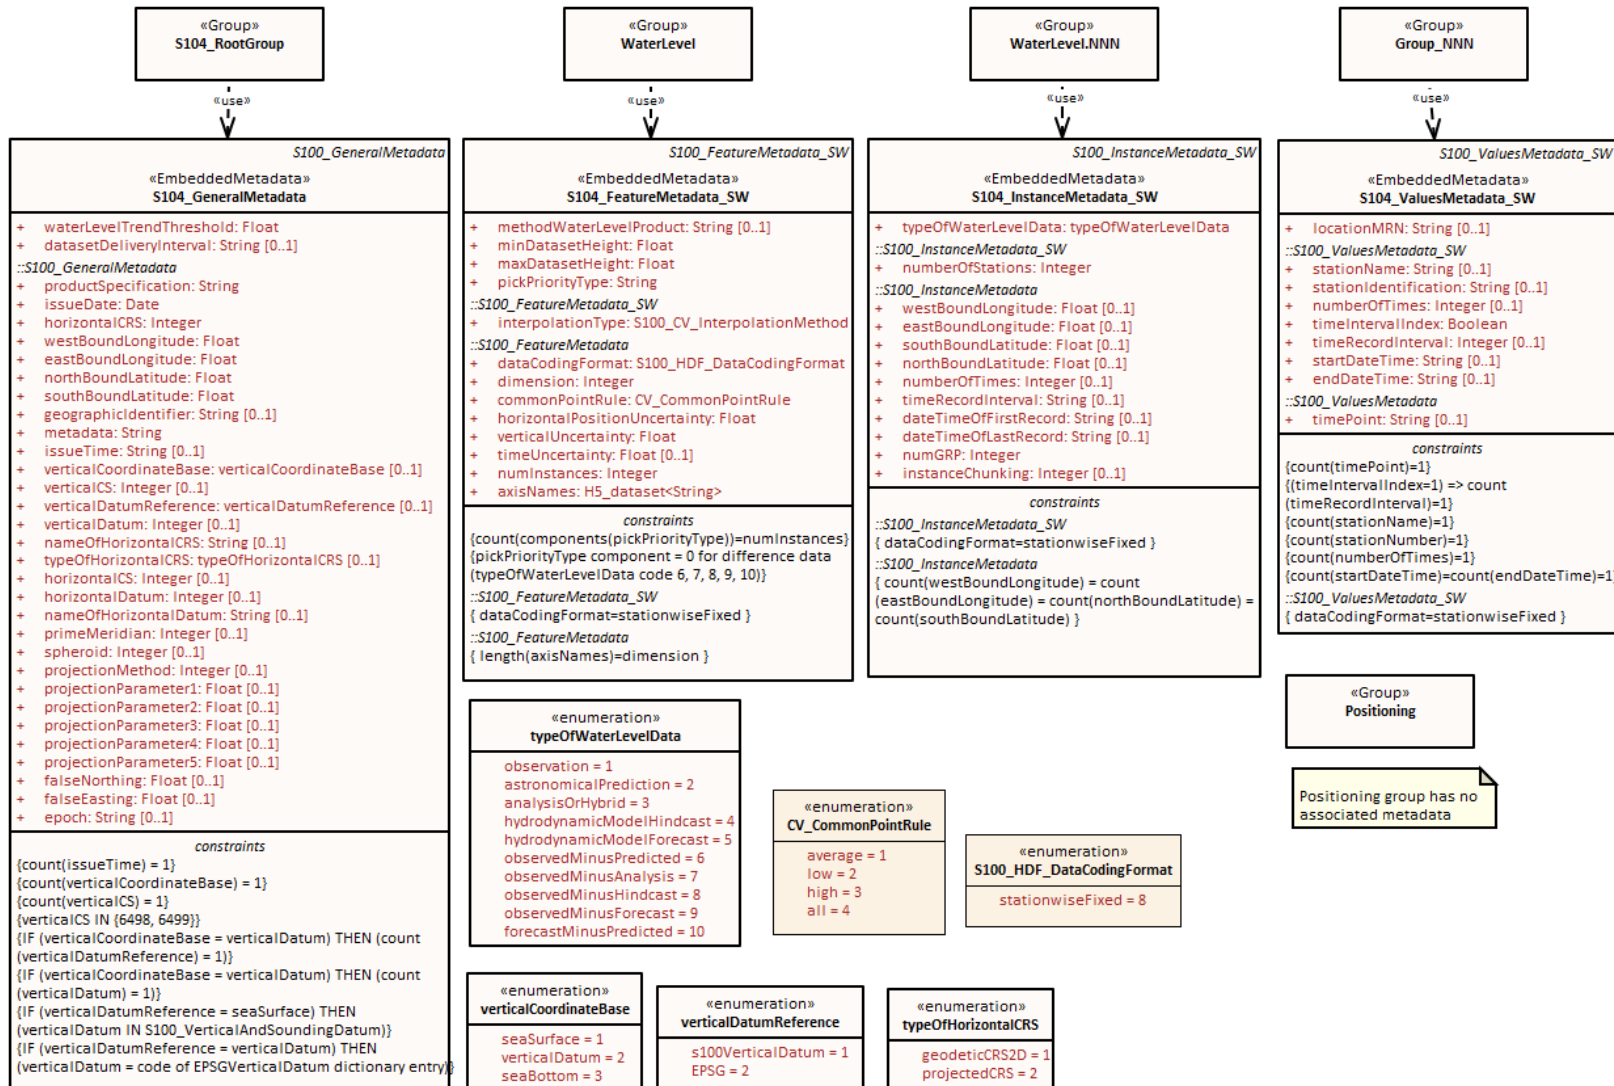 «Group»
S104_RootGroup
«use»
S100_GeneralMetadata
«EmbeddedMetadata»
S104_GeneralMetadata
+ waterLevelTrendThreshold: Float
+ datasetDeliveryInterval: String [0..1]
::S100_GeneralMetadata
+ productSpecification: String
+ issueDate: Date
+ horizontalCRS: Integer
+ westBoundLongitude: Float
+ eastBoundLongitude: Float
+ northBoundLatitude: Float
+ southBoundLatitude: Float
+ geographicIdentifier: String [0..1]
+ metadata: String
+ issueTime: String [0..1]
+ verticalCoordinateBase: verticalCoordinateBase [0..1]
+ verticalCS: Integer [0..1]
+ verticalDatumReference: verticalDatumReference [0..1]
+ verticalDatum: Integer [0..1]
+ nameOfHorizontalCRS: String [0..1]
+ typeOfHorizontalCRS: typeOfHorizontalCRS [0..1]
+ horizontalCS: Integer [0..1]
+ horizontalDatum: Integer [0..1]
+ nameOfHorizontalDatum: String [0..1]
+ primeMeridian: Integer [0..1]
+ spheroid: Integer [0..1]
+ projectionMethod: Integer [0..1]
+ projectionParameter1: Float [0..1]
+ projectionParameter2: Float [0..1]
+ projectionParameter3: Float [0..1]
+ projectionParameter4: Float [0..1]
+ projectionParameter5: Float [0..1]
+ falseNorthing: Float [0..1]
+ falseEasting: Float [0..1]
+ epoch: String [0..1]
constraints
{count(issueTime) = 1}
{count(verticalCoordinateBase) = 1}
{count(verticalCS) = 1}
{verticalCS IN {6498, 6499}}
{IF (verticalCoordinateBase = verticalDatum) THEN (count
(verticalDatumReference) = 1)}
{IF (verticalCoordinateBase = verticalDatum) THEN (count
(verticalDatum) = 1)}
{IF (verticalDatumReference = seaSurface) THEN
(verticalDatum IN S100_VerticalAndSoundingDatum)}
{IF (verticalDatumReference = verticalDatum) THEN
(verticalDatum = code of EPSGVerticalDatum dictionary entry)}
«Group»
WaterLevel
«use»
S100_FeatureMetadata_SW
«EmbeddedMetadata»
S104_FeatureMetadata_SW
+ methodWaterLevelProduct: String [0..1]
+ minDatasetHeight: Float
+ maxDatasetHeight: Float
+ pickPriorityType: String
::S100_FeatureMetadata_SW
+ interpolationType: S100_CV_InterpolationMethod
::S100_FeatureMetadata
+ dataCodingFormat: S100_HDF_DataCodingFormat
+ dimension: Integer
+ commonPointRule: CV_CommonPointRule
+ horizontalPositionUncertainty: Float
+ verticalUncertainty: Float
+ timeUncertainty: Float [0..1]
+ numInstances: Integer
+ axisNames: H5_dataset<String>
constraints
{count(components(pickPriorityType))=numInstances}
{pickPriorityType component = 0 for difference data
(typeOfWaterLevelData code 6, 7, 8, 9, 10)}
::S100_FeatureMetadata_SW
{ dataCodingFormat=stationwiseFixed }
::S100_FeatureMetadata
{ length(axisNames)=dimension }
«Group»
WaterLevel.NNN
«use»
S100_InstanceMetadata_SW
«EmbeddedMetadata»
S104_InstanceMetadata_SW
+ typeOfWaterLevelData: typeOfWaterLevelData
::S100_InstanceMetadata_SW
+ numberOfStations: Integer
::S100_InstanceMetadata
+ westBoundLongitude: Float [0..1]
+ eastBoundLongitude: Float [0..1]
+ southBoundLatitude: Float [0..1]
+ northBoundLatitude: Float [0..1]
+ numberOfTimes: Integer [0..1]
+ timeRecordInterval: String [0..1]
+ dateTimeOfFirstRecord: String [0..1]
+ dateTimeOfLastRecord: String [0..1]
+ numGRP: Integer
+ instanceChunking: Integer [0..1]
constraints
::S100_InstanceMetadata_SW
{ dataCodingFormat=stationwiseFixed }
::S100_InstanceMetadata
{ count(westBoundLongitude) = count
(eastBoundLongitude) = count(northBoundLatitude) =
count(southBoundLatitude) }
«Group»
Group_NNN
«use»
S100_ValuesMetadata_SW
«EmbeddedMetadata»
S104_ValuesMetadata_SW
+ locationMRN: String [0..1]
::S100_ValuesMetadata_SW
+ stationName: String [0..1]
+ stationIdentification: String [0..1]
+ numberOfTimes: Integer [0..1]
+ timeIntervalIndex: Boolean
+ timeRecordInterval: Integer [0..1]
+ startDateTime: String [0..1]
+ endDateTime: String [0..1]
::S100_ValuesMetadata
+ timePoint: String [0..1]
constraints
{count(timePoint)=1}
{(timeIntervalIndex=1) => count
(timeRecordInterval)=1}
{count(stationName)=1}
{count(stationNumber)=1}
{count(numberOfTimes)=1}
{count(startDateTime)=count(endDateTime)=1}
::S100_ValuesMetadata_SW
{ dataCodingFormat=stationwiseFixed }
«Group»
Positioning
Positioning group has no
associated metadata
«enumeration»
typeOfWaterLevelData
observation = 1
astronomicalPrediction = 2
analysisOrHybrid = 3
hydrodynamicModelHindcast = 4
hydrodynamicModelForecast = 5
observedMinusPredicted = 6
observedMinusAnalysis = 7
observedMinusHindcast = 8
observedMinusForecast = 9
forecastMinusPredicted = 10
«enumeration»
CV_CommonPointRule
average = 1
low = 2
high = 3
all = 4
«enumeration»
S100_HDF_DataCodingFormat
stationwiseFixed = 8
«enumeration»
verticalCoordinateBase
seaSurface = 1
verticalDatum = 2
seaBottom = 3
«enumeration»
verticalDatumReference
s100VerticalDatum = 1
EPSG = 2
«enumeration»
typeOfHorizontalCRS
geodeticCRS2D = 1
projectedCRS = 2